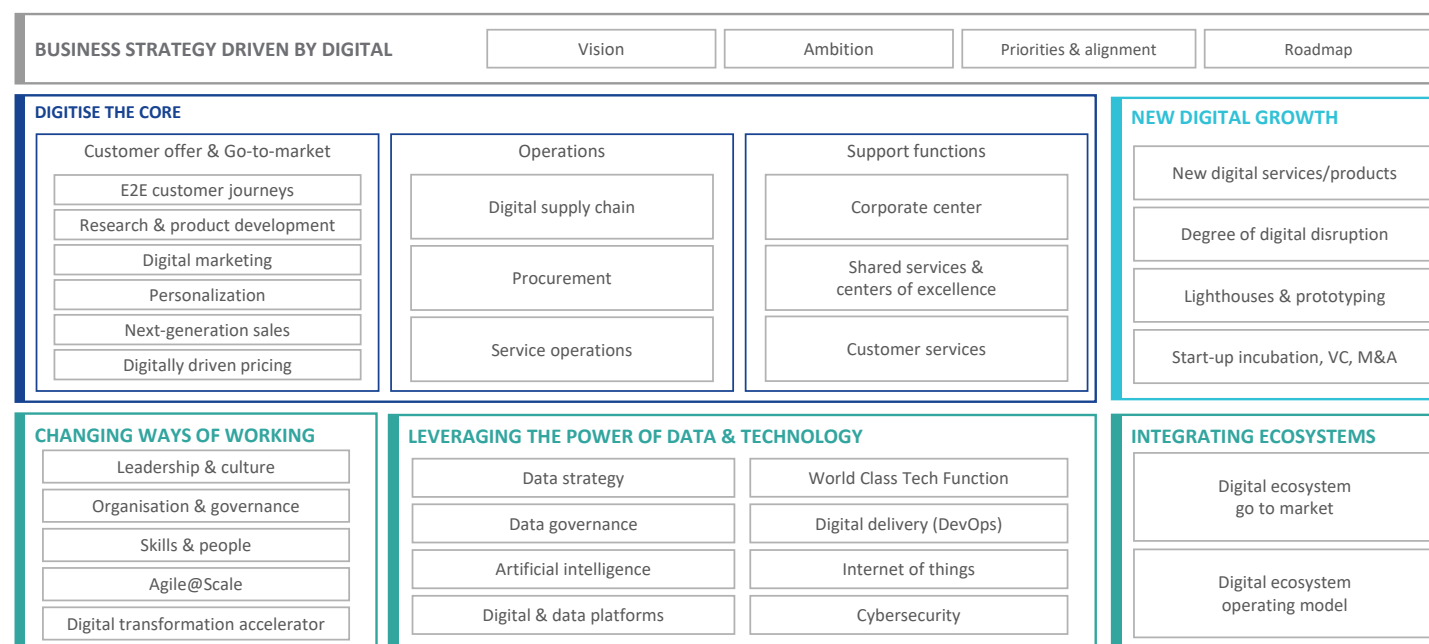 BUSINESS STRATEGY DRIVEN BY DIGITAL
Vision
Ambition
Priorities & alignment
Roadmap
DIGITISE THE CORE
Customer offer & Go-to-market
E2E customer journeys
Research & product development
Digital marketing
Personalization
Next-generation sales
Digitally driven pricing
Operations
Digital supply chain
Procurement
Service operations
Support functions
Corporate center
Shared services &
centers of excellence
Customer services
NEW DIGITAL GROWTH
New digital services/products
Degree of digital disruption
Lighthouses & prototyping
Start-up incubation, VC, M&A
CHANGING WAYS OF WORKING
Leadership & culture
Organisation & governance
Skills & people
Agile@Scale
Digital transformation accelerator
LEVERAGING THE POWER OF DATA & TECHNOLOGY
Data strategy
Data governance
Artificial intelligence
Digital & data platforms
World Class Tech Function
Digital delivery (DevOps)
Internet of things
Cybersecurity
INTEGRATING ECOSYSTEMS
Digital ecosystem
go to market
Digital ecosystem
operating model